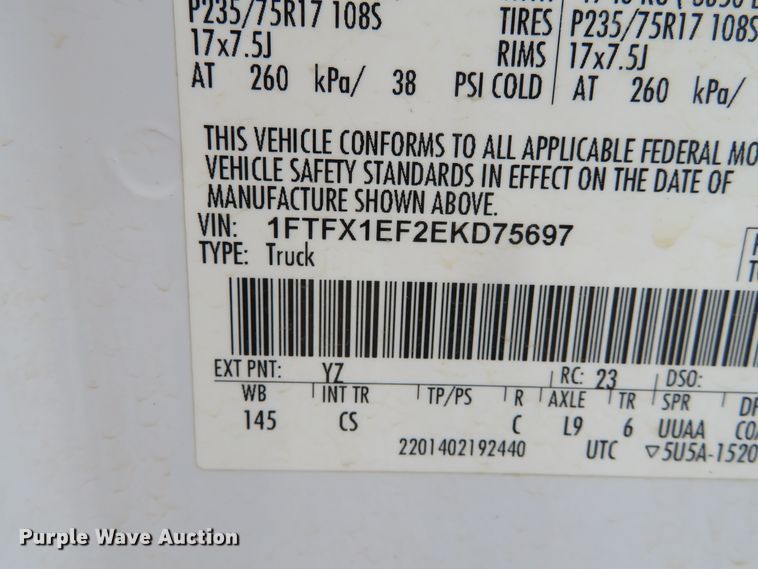 P235/75R17 108S TIRES P235/75R17 108S
17x7.5J RIMS 17x7.5J
AT 260 kPa/ 38 PSI COLD AT 260 kPa/
THIS VEHICLE CONFORMS TO ALL APPLICABLE FEDERAL MO
VEHICLE SAFETY STANDARDS IN EFFECT ON THE DATE OF
MANUFACTURE SHOWN ABOVE.
VIN: 1FTFX1EF2EKD75697
TYPE: Truck
EXT PNT: YZ RC: 23 DSO:
WB INT TR TP/PS R AXLE TR SPR
145 CS C L9 6 UUAA
2201402192440 UTC ▽5U5A-1520
Purple Wave Auction